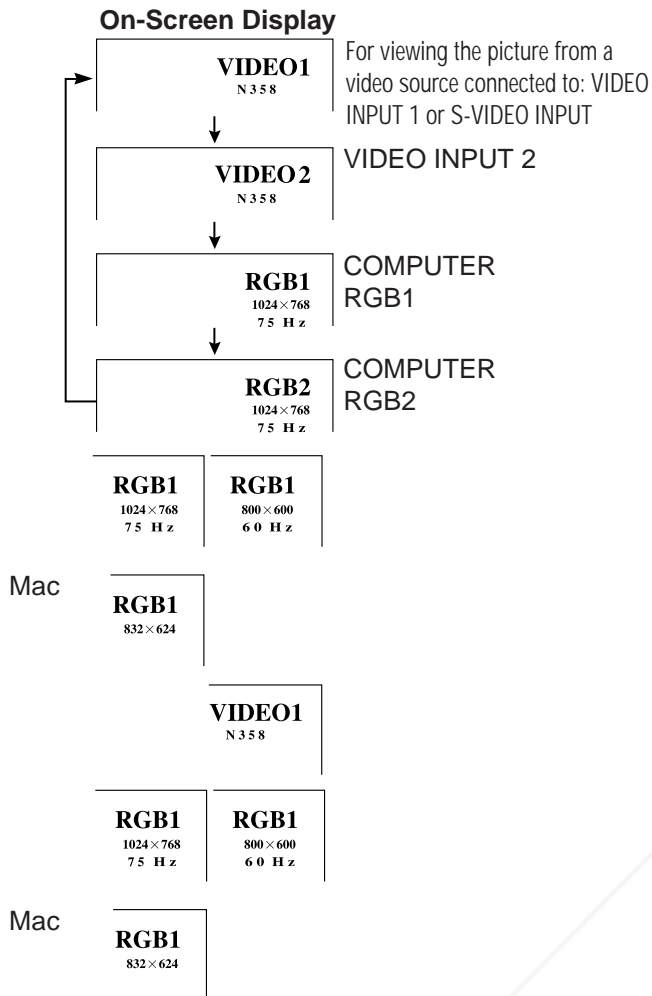 On-Screen Display
VIDEO1
N358
For viewing the picture from a
video source connected to: VIDEO
INPUT 1 or S-VIDEO INPUT
VIDEO2
N358
VIDEO INPUT 2
RGB1
1024×768
75 Hz
COMPUTER
RGB1
RGB2
1024×768
75 Hz
COMPUTER
RGB2
RGB1
1024×768
75 Hz
RGB1
800×600
60 Hz
Mac
RGB1
832×624
VIDEO1
N358
RGB1
1024×768
75 Hz
RGB1
800×600
60 Hz
Mac
RGB1
832×624